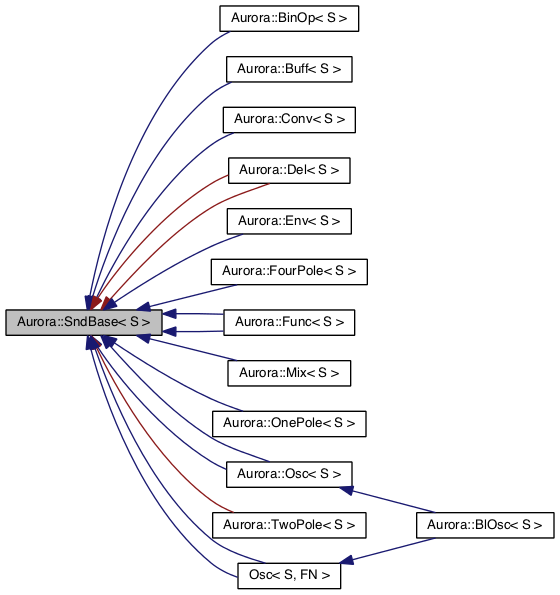 Aurora::BinOp< S >
Aurora::Buff< S >
Aurora::Conv< S >
Aurora::Del< S >
Aurora::Env< S >
Aurora::FourPole< S >
Aurora::SndBase< S >
Aurora::Func< S >
Aurora::Mix< S >
Aurora::OnePole< S >
Aurora::Osc< S >
Aurora::TwoPole< S >
Aurora::BlOsc< S >
Osc< S, FN >